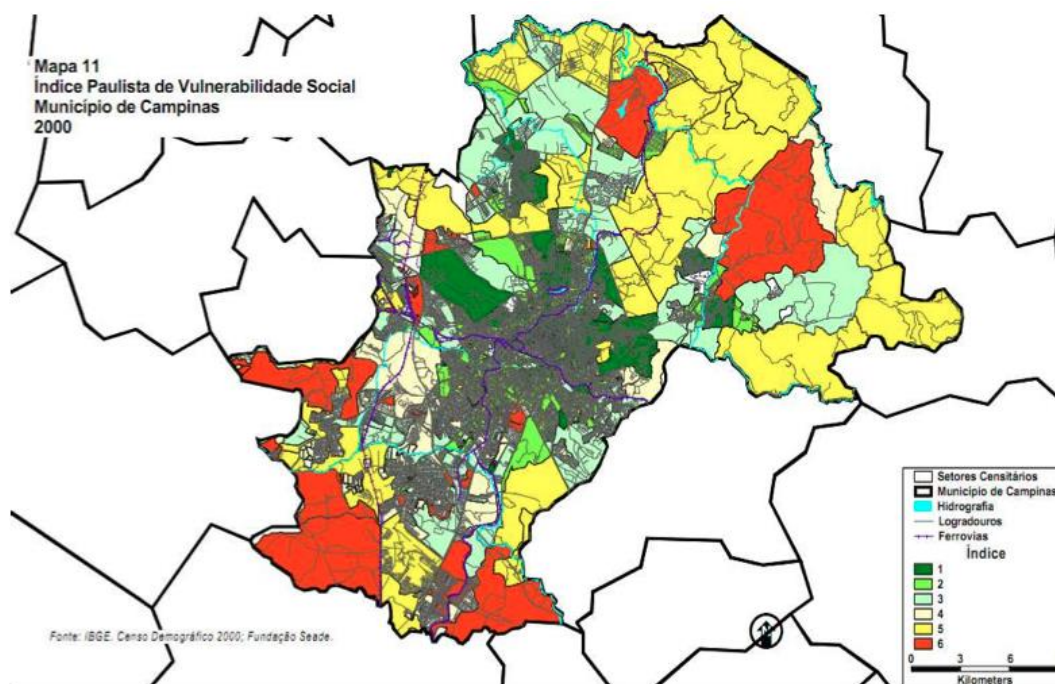 Mapa 11
Índice Paulista de Vulnerabilidade Social
Município de Campinas
2000
Setores Censitários
Município de Campinas
Hidrografia
Logradouros
Ferrovias
Índice
1
2
3
4
5
6
0 3 6
Kilometers
Fonte: IBGE. Censo Demográfico 2000; Fundação Seade.